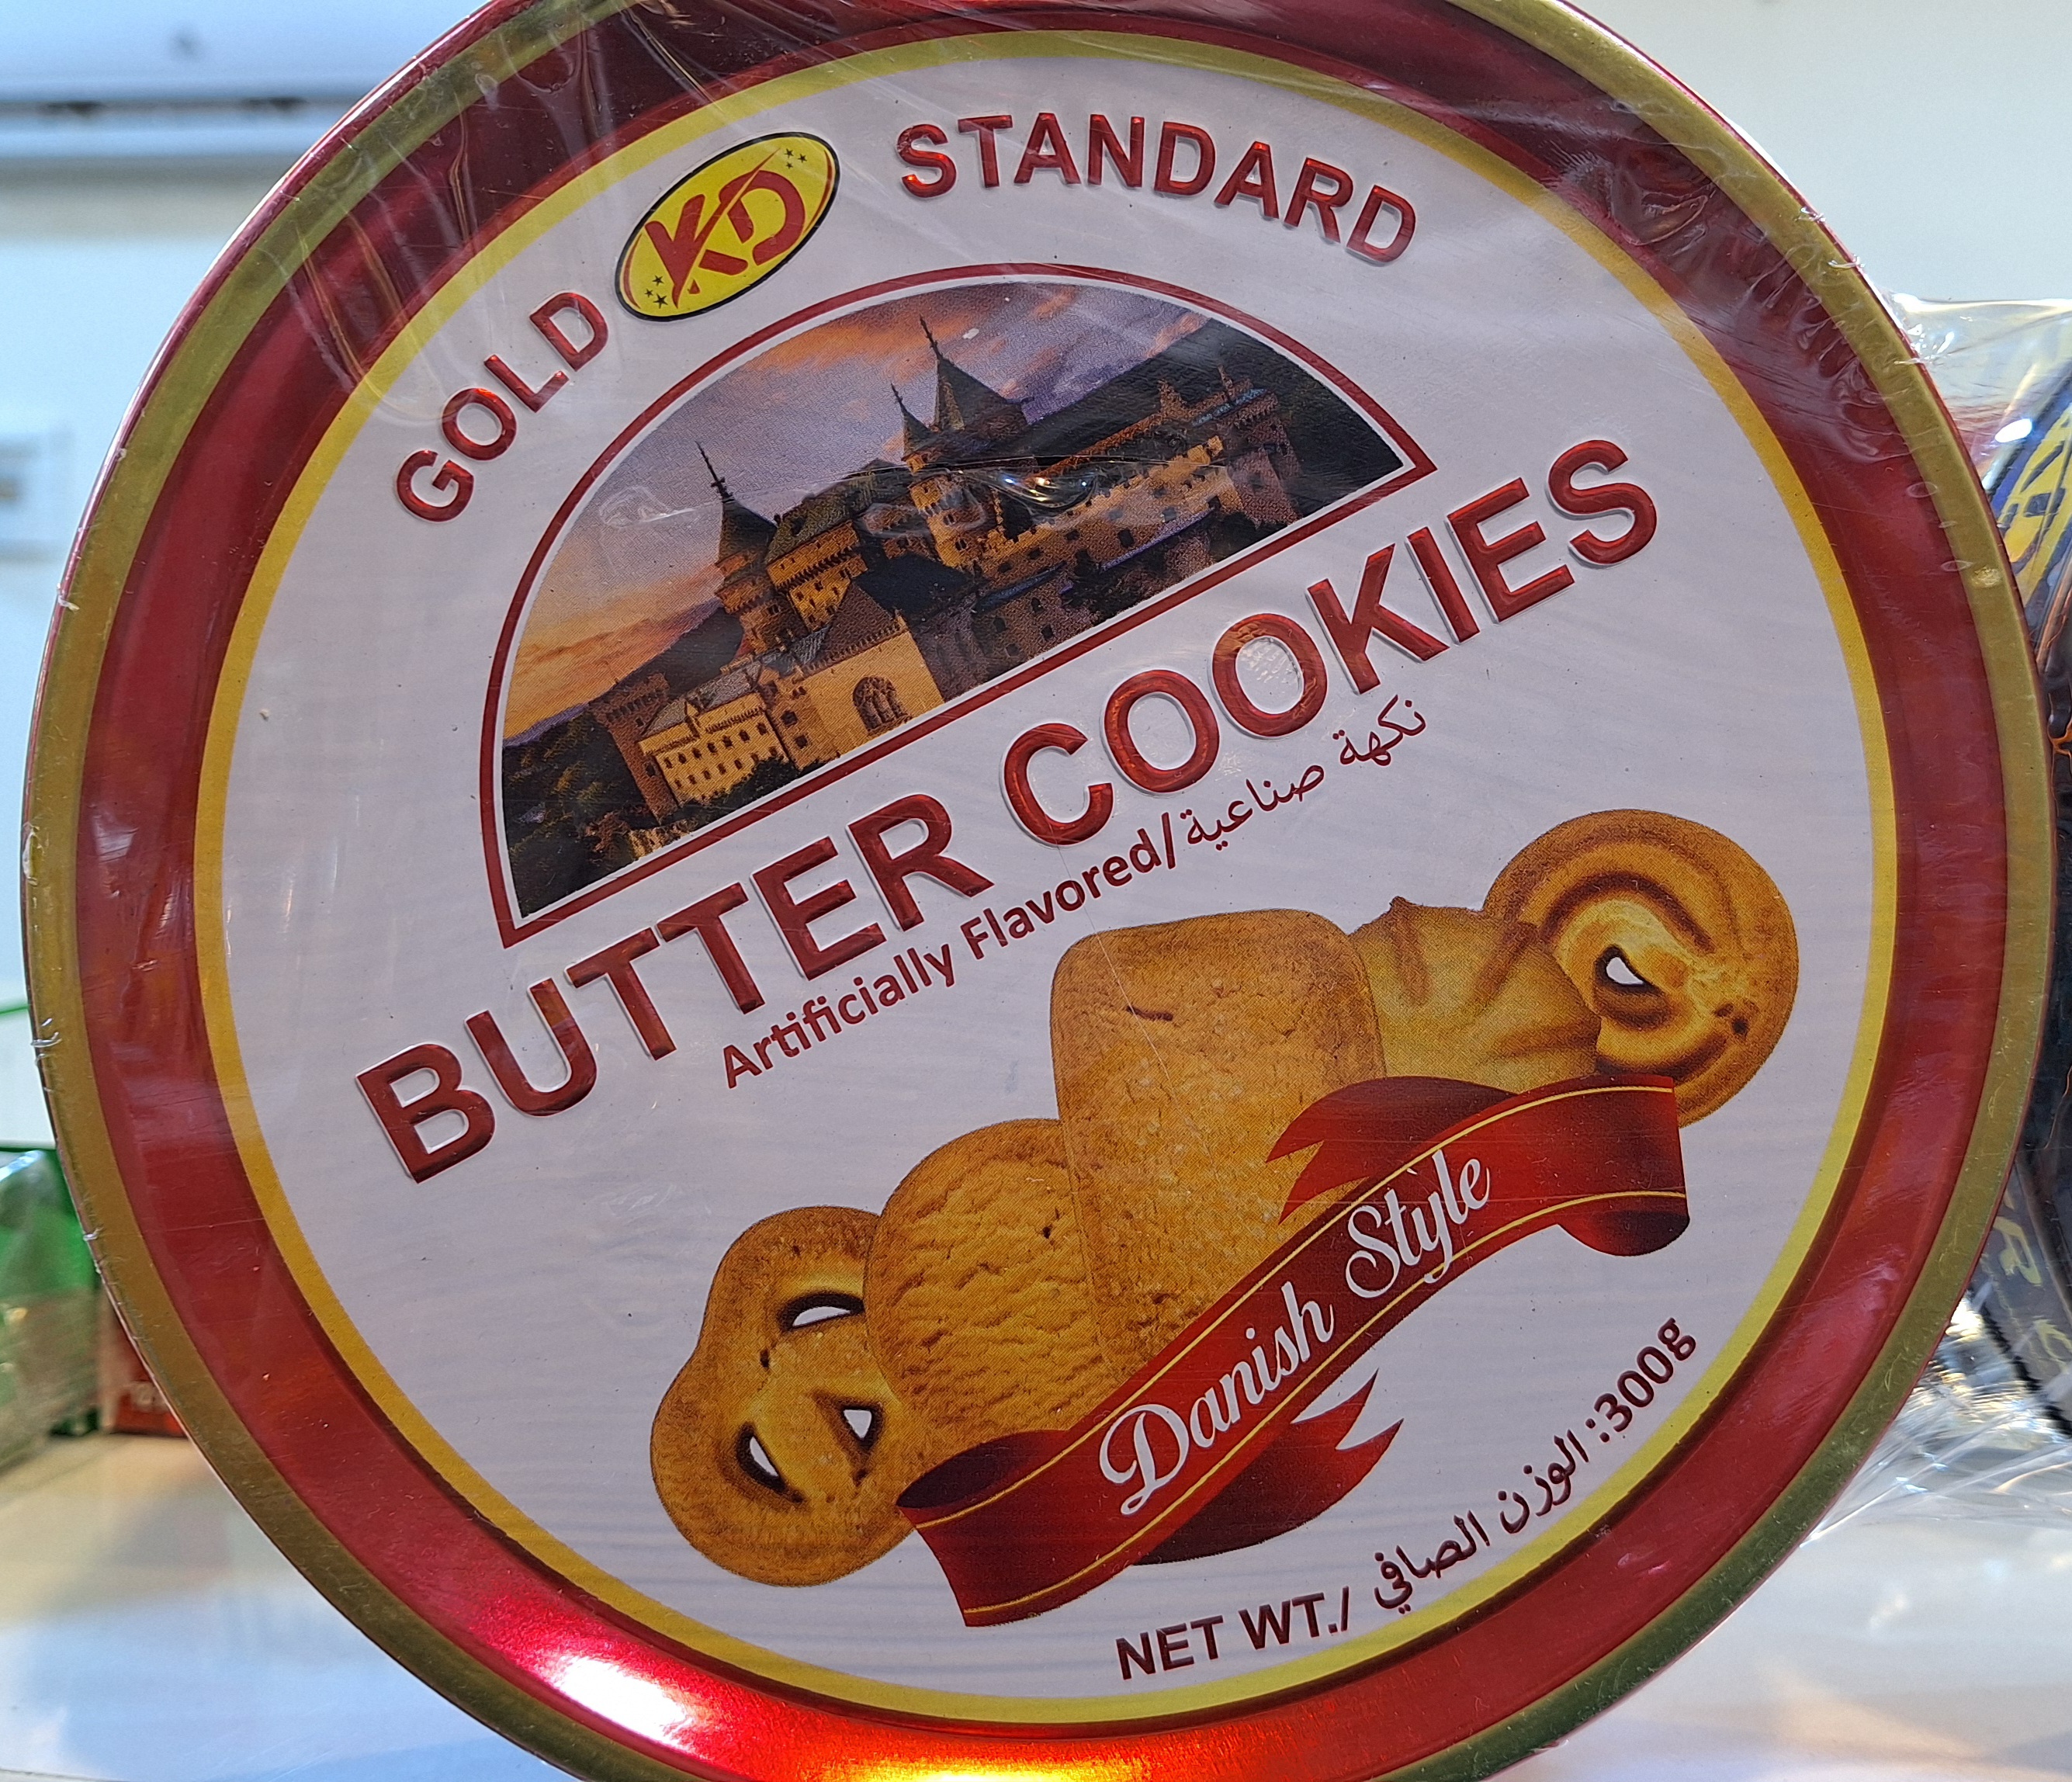 GOLD KD STANDARD
BUTTER COOKIES
Artificially Flavored/نكهة صناعية
Danish Style
NET WT./ الوزن الصافي :300g